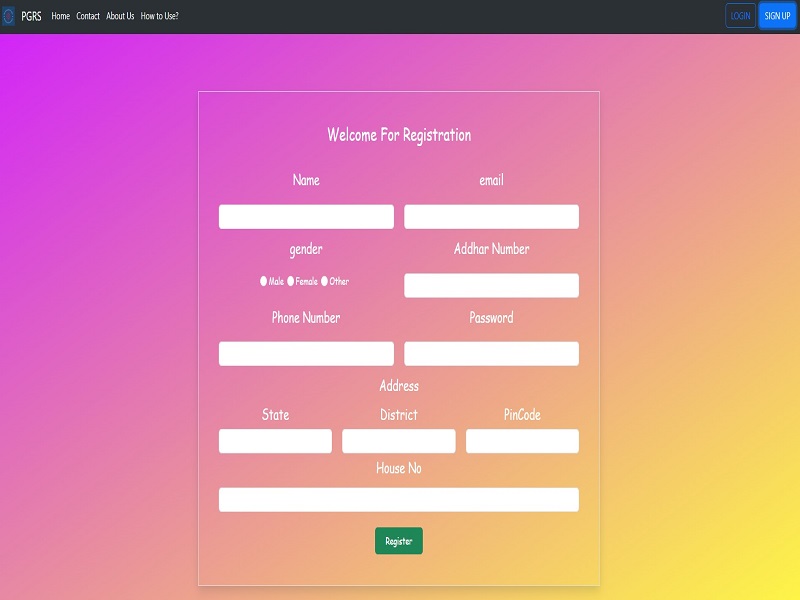 PGRS Home Contact About Us How to Use? LOGIN SIGN UP
Welcome For Registration
Name email
gender Addhar Number
Male Female Other
Phone Number Password
Address
State District PinCode
House No
Register